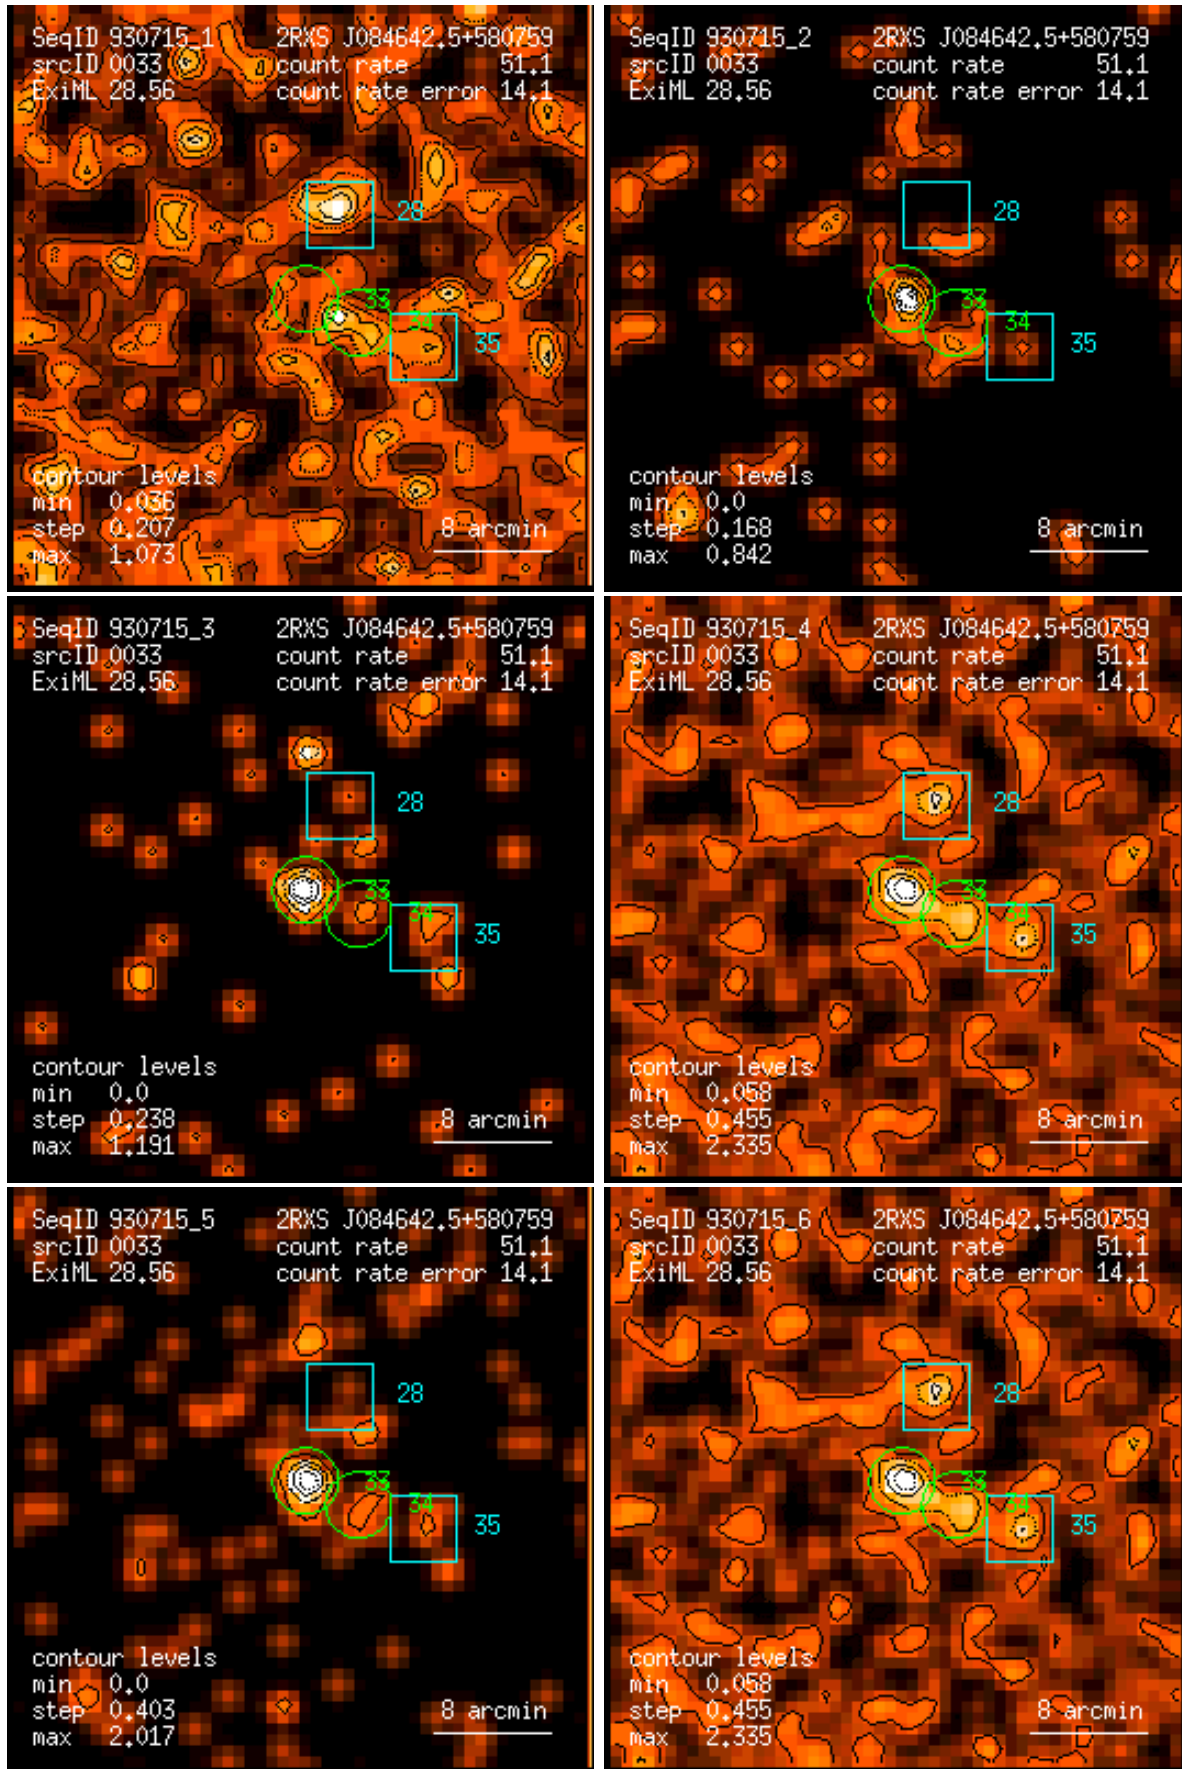 SeqID 930715_1 2RXS J084642.5+580759
srcID 0033 count rate 51.1
ExiML 28.56 count rate error 14.1
28
33
34
35
contour levels
min 0.036
step 0.207 8 arcmin
max 1.073
SeqID 930715_2 2RXS J084642.5+580759
srcID 0033 count rate 51.1
ExiML 28.56 count rate error 14.1
28
33
34
35
contour levels
min 0.0
step 0.168 8 arcmin
max 0.842
SeqID 930715_3 2RXS J084642.5+580759
srcID 0033 count rate 51.1
ExiML 28.56 count rate error 14.1
28
33
34
35
contour levels
min 0.0
step 0.238 8 arcmin
max 1.191
SeqID 930715_4 2RXS J084642.5+580759
srcID 0033 count rate 51.1
ExiML 28.56 count rate error 14.1
28
33
34
35
contour levels
min 0.058
step 0.455 8 arcmin
max 2.335
SeqID 930715_5 2RXS J084642.5+580759
srcID 0033 count rate 51.1
ExiML 28.56 count rate error 14.1
28
33
34
35
contour levels
min 0.0
step 0.403 8 arcmin
max 2.017
SeqID 930715_6 2RXS J084642.5+580759
srcID 0033 count rate 51.1
ExiML 28.56 count rate error 14.1
28
33
34
35
contour levels
min 0.058
step 0.455 8 arcmin
max 2.335